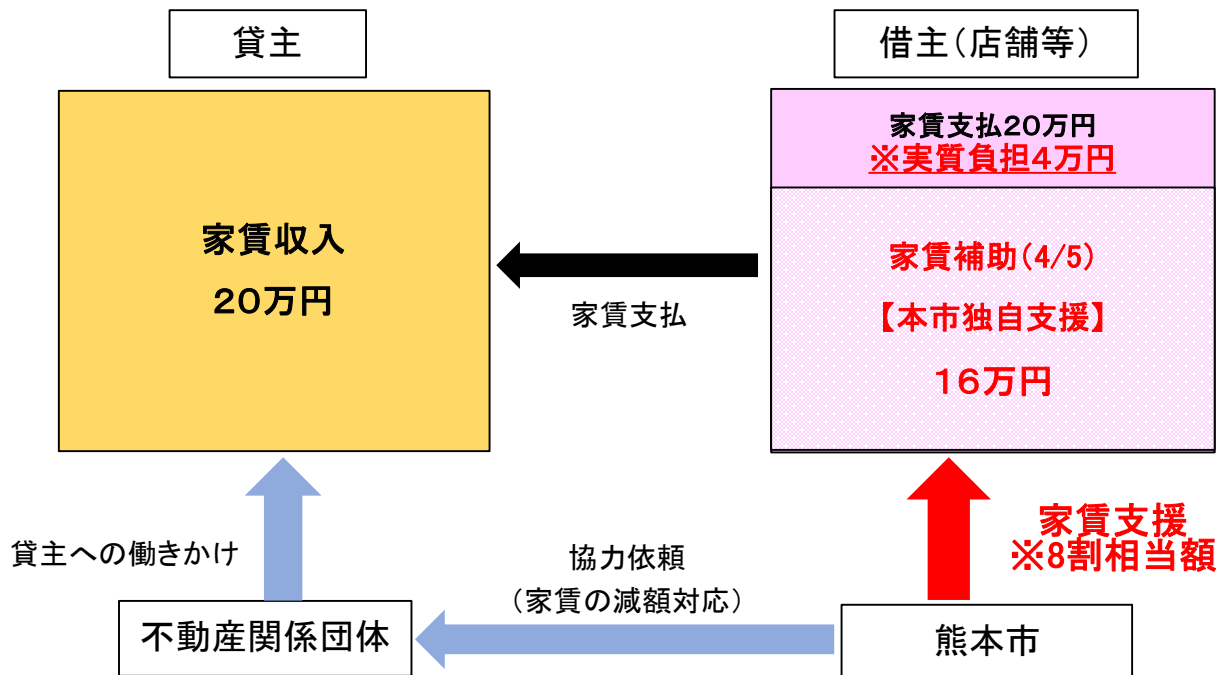 貸主
借主（店舗等）
家賃収入
20万円
家賃支払20万円
※実質負担4万円
家賃補助（4/5）
【本市独自支援】
16万円
家賃支払
貸主への働きかけ
協力依頼
（家賃の減額対応）
家賃支援
※8割相当額
不動産関係団体
熊本市